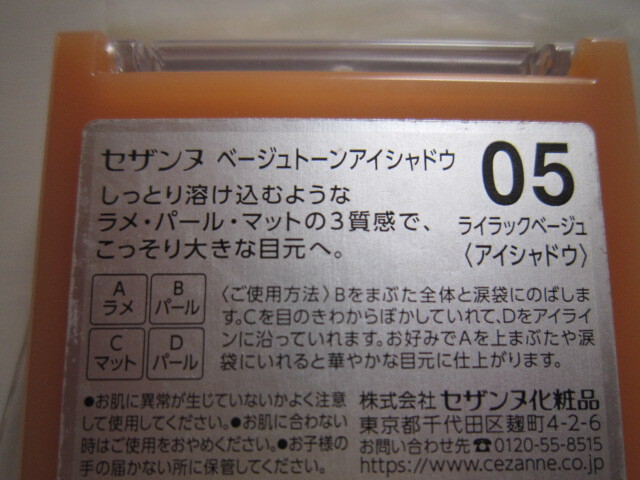 セザンヌ ベージュトーンアイシャドウ
05
しっとり溶け込むような
ラメ・パール・マットの3質感で、
こっそり大きな目元へ。
ライラックベージュ
〈アイシャドウ〉
A
ラメ
B
パール
C
マット
D
パール
〈ご使用方法〉Bをまぶた全体と涙袋にのばしま
す。Cを目のきわからぼかしていれて、Dをアイライ
ンに沿っていれます。お好みでAを上まぶたや涙
袋にいれると華やかな目元に仕上がります。
●お肌に異常が生じていないかよく注意
して使用してください。●お肌に合わない
時はご使用をおやめください。●お子様の
手の届かない所に保管してください。
株式会社 セザンヌ化粧品
東京都千代田区麹町4-2-6
お問い合わせ先☎0120-55-8515
https://www.cezanne.co.jp